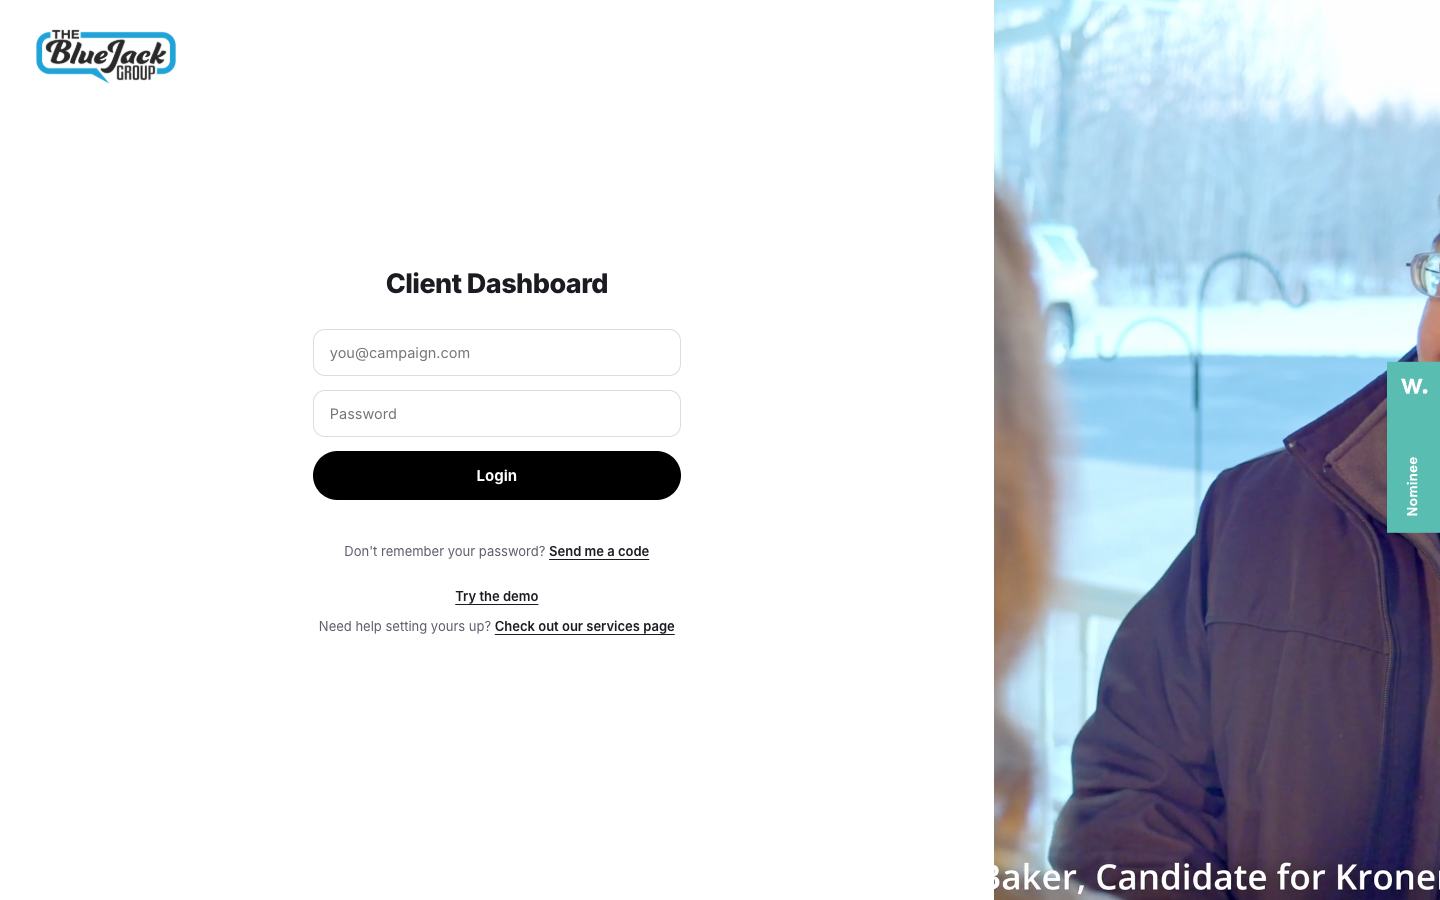 THE
BlueJack
GROUP
Client Dashboard
you@campaign.com
Password
Login
Don't remember your password? Send me a code
Try the demo
Need help setting yours up? Check out our services page
W.
Nominee
Baker, Candidate for Kroner